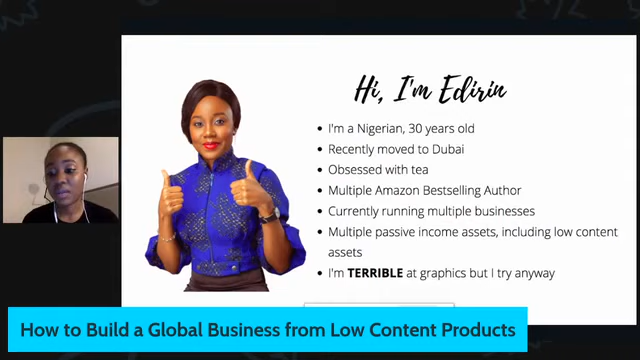 Hi, I'm Edirin
I'm a Nigerian, 30 years old
Recently moved to Dubai
Obsessed with tea
Multiple Amazon Bestselling Author
Currently running multiple businesses
Multiple passive income assets, including low content
assets
I'm TERRIBLE at graphics but I try anyway
How to Build a Global Business from Low Content Products